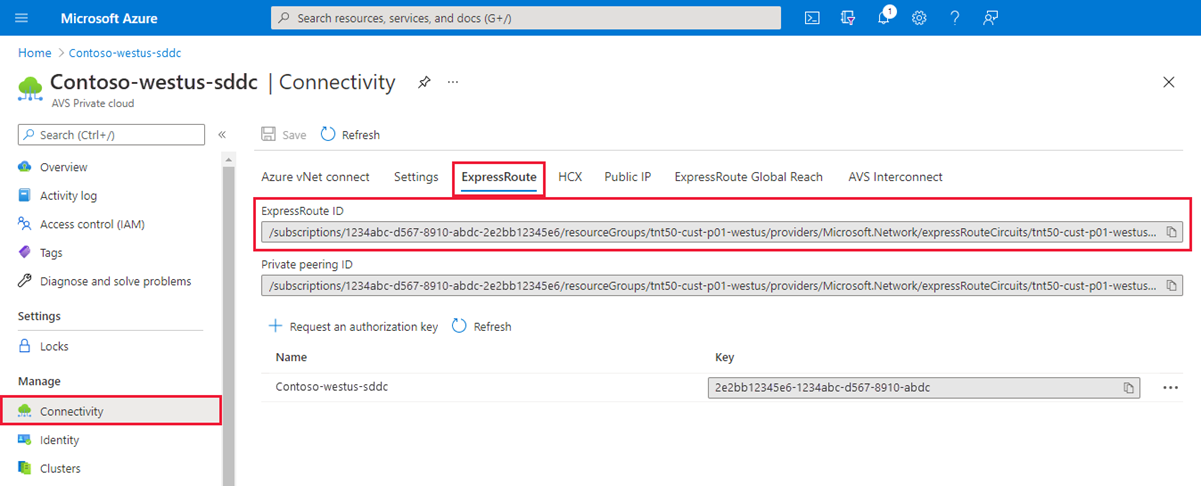 Microsoft Azure
Search resources, services, and docs (G+/)
1
Home > Contoso-westus-sddc
Contoso-westus-sddc | Connectivity ...
AVS Private cloud
Search (Ctrl+/) «
Overview
Activity log
Access control (IAM)
Tags
Diagnose and solve problems
Settings
Locks
Manage
Connectivity
Identity
Clusters
Save Refresh
Azure vNet connect Settings ExpressRoute HCX Public IP ExpressRoute Global Reach AVS Interconnect
ExpressRoute ID
/subscriptions/1234abc-d567-8910-abdc-2e2bb12345e6/resourceGroups/tnt50-cust-p01-westus/providers/Microsoft.Network/expressRouteCircuits/tnt50-cust-p01-westus...
Private peering ID
/subscriptions/1234abc-d567-8910-abdc-2e2bb12345e6/resourceGroups/tnt50-cust-p01-westus/providers/Microsoft.Network/expressRouteCircuits/tnt50-cust-p01-westus...
Request an authorization key Refresh
Name Key
Contoso-westus-sddc 2e2bb12345e6-1234abc-d567-8910-abdc